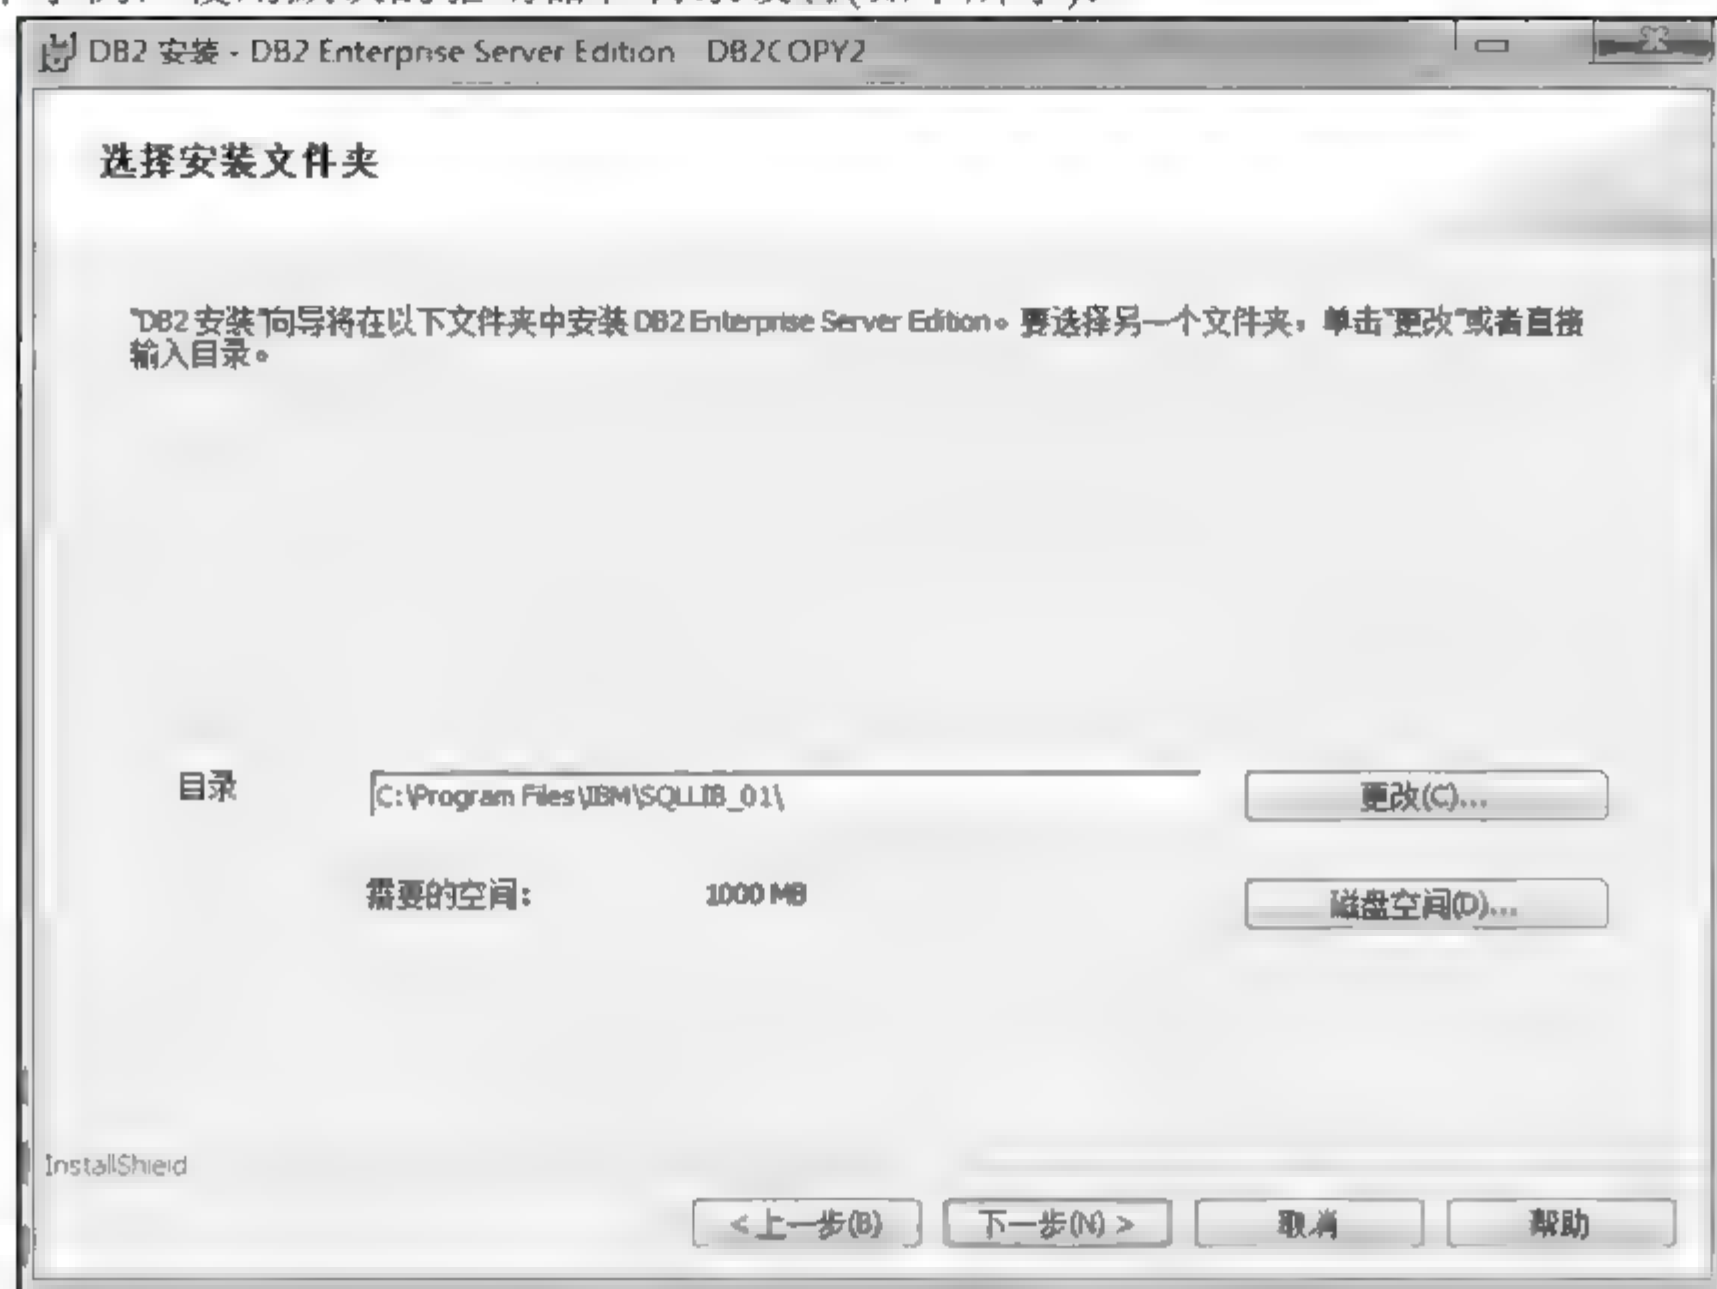 DB2 安装 - DB2 Enterprise Server Edition DB2COPY2
选择安装文件夹
"DB2 安装"向导将在以下文件夹中安装 DB2 Enterprise Server Edition。要选择另一个文件夹，单击"更改"或者直接
输入目录。
目录 C:\Program Files\IBM\SQLLIB_01\ 更改(C)...
需要的空间： 1000 MB 磁盘空间(D)...
InstallShield
<上一步(B) 下一步(N) > 取消 帮助